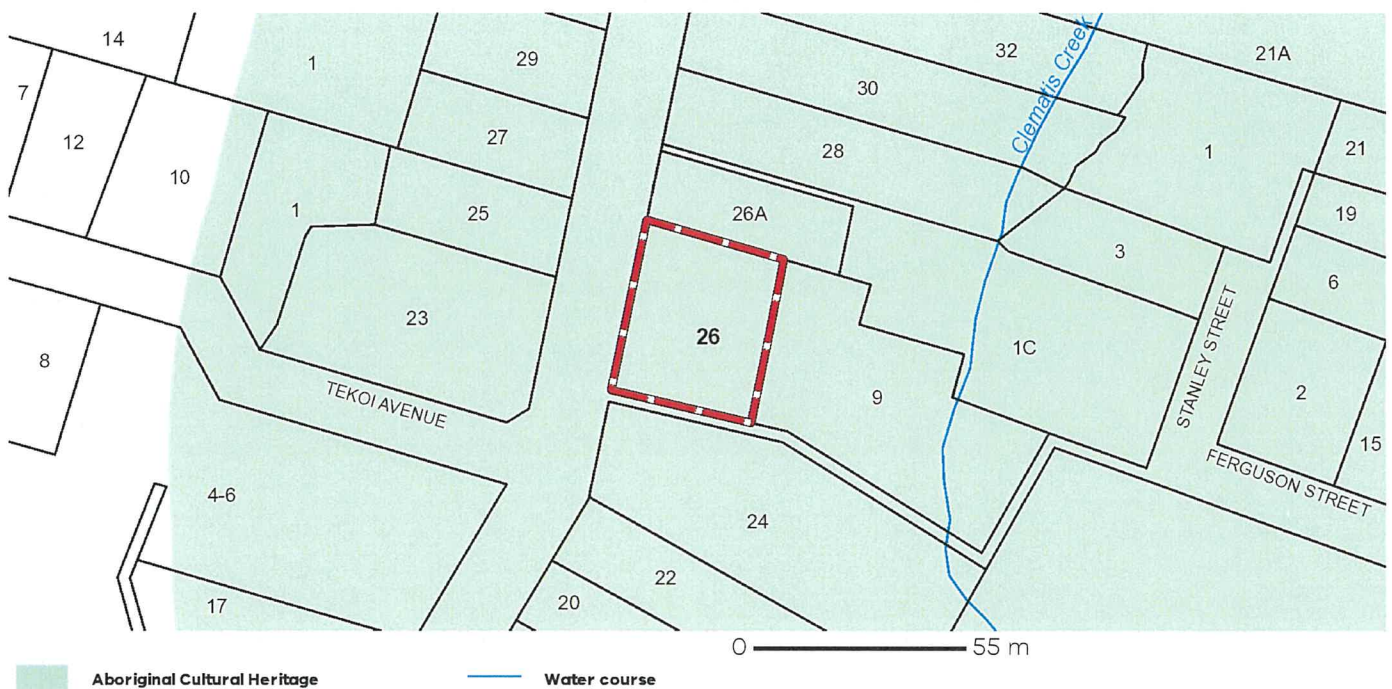 14
1
29
32
21A
7
30
12
27
28
1
21
10
Clematis Creek
1
25
26A
19
3
6
23
26
8
1C
TEKOI AVENUE
9
STANLEY STREET
2
15
FERGUSON STREET
4-6
24
22
20
17
0 55 m
Aboriginal Cultural Heritage
Water course